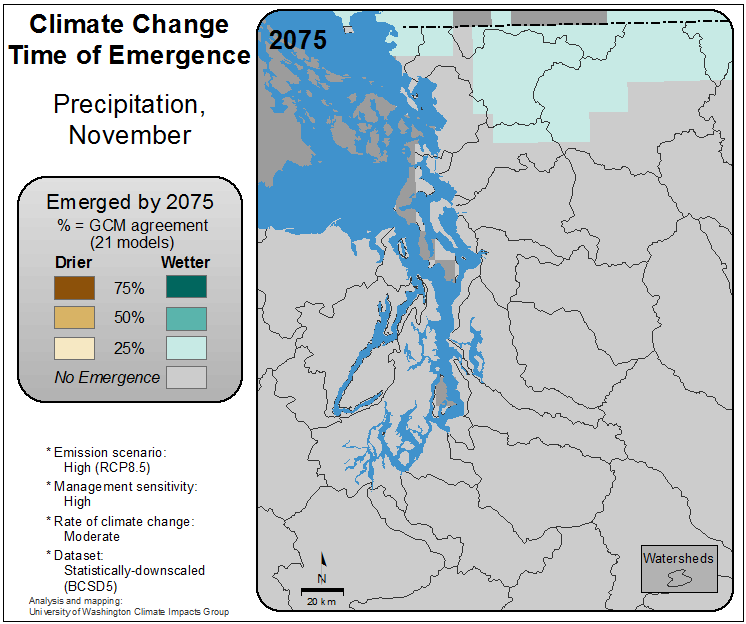 Climate Change
Time of Emergence
Precipitation,
November
Emerged by 2075
% = GCM agreement
(21 models)
Drier Wetter
75%
50%
25%
No Emergence
* Emission scenario:
High (RCP8.5)
* Management sensitivity:
High
* Rate of climate change:
Moderate
* Dataset:
Statistically-downscaled
(BCSD5)
Analysis and mapping:
University of Washington Climate Impacts Group
2075
N
20 km
Watersheds